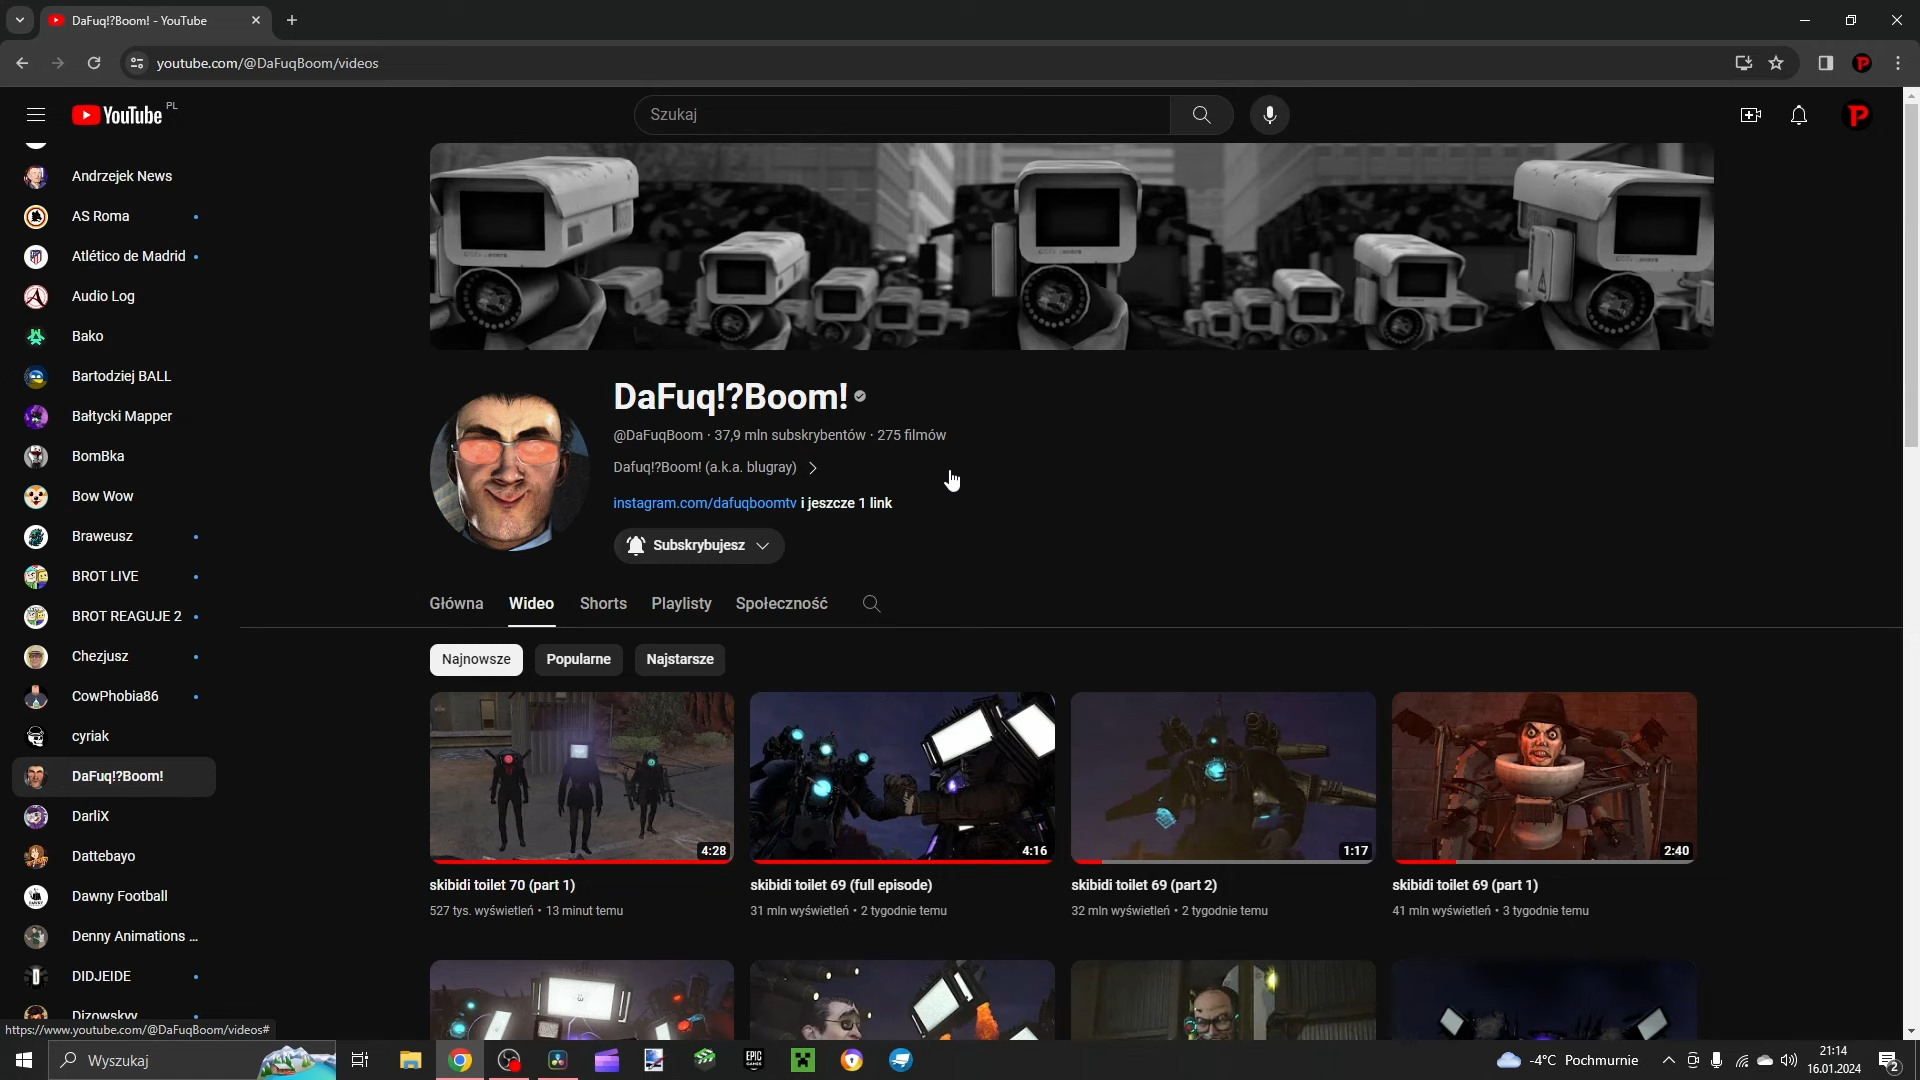 DaFuq!?Boom! - YouTube
youtube.com/@DaFuqBoom/videos
YouTube PL
Szukaj
Andrzejek News
AS Roma
Atlético de Madrid
Audio Log
Bako
Bartodziej BALL
Bałtycki Mapper
BomBka
Bow Wow
Braweusz
BROT LIVE
BROT REAGUJE 2
Chezjusz
CowPhobia86
cyriak
DaFuq!?Boom!
DarliX
Dattebayo
Dawny Football
Denny Animations ...
DIDJEIDE
Dizowskyy
https://www.youtube.com/@DaFuqBoom/videos#
DaFuq!?Boom!
@DaFuqBoom · 37,9 mln subskrybentów · 275 filmów
Dafuq!?Boom! (a.k.a. blugray)
instagram.com/dafuqboomtv i jeszcze 1 link
Subskrybujesz
Główna Wideo Shorts Playlisty Społeczność
Najnowsze Popularne Najstarsze
4:28
4:16
1:17
2:40
skibidi toilet 70 (part 1)
527 tys. wyświetleń · 13 minut temu
skibidi toilet 69 (full episode)
31 mln wyświetleń · 2 tygodnie temu
skibidi toilet 69 (part 2)
32 mln wyświetleń · 2 tygodnie temu
skibidi toilet 69 (part 1)
41 mln wyświetleń · 3 tygodnie temu
Wyszukaj
EPIC GAMES
-4°C Pochmurnie
21:14
16.01.2024
2